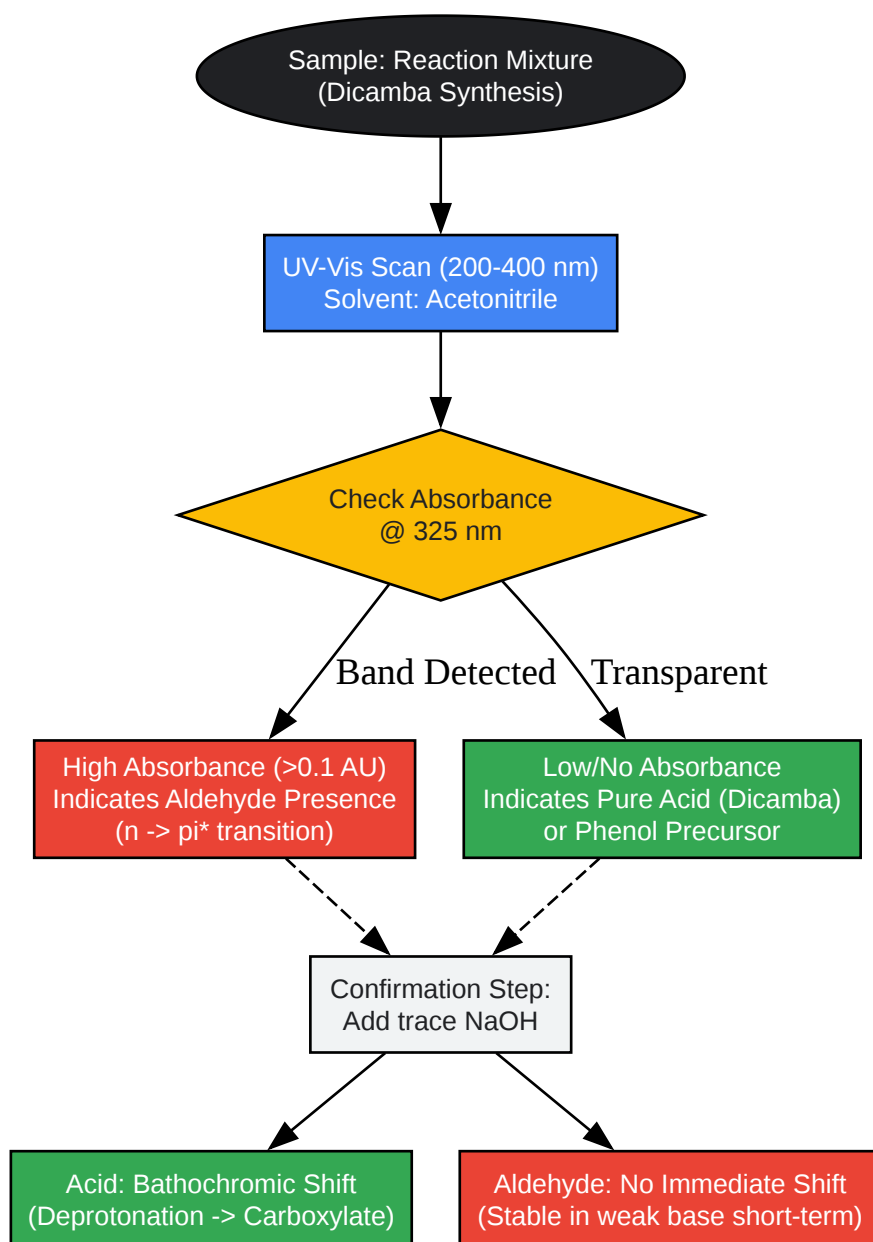 Sample: Reaction Mixture
(Dicamba Synthesis)
UV-Vis Scan (200-400 nm)
Solvent: Acetonitrile
Check Absorbance
@ 325 nm
Band Detected
Transparent
High Absorbance (>0.1 AU)
Indicates Aldehyde Presence
(n -> pi* transition)
Low/No Absorbance
Indicates Pure Acid (Dicamba)
or Phenol Precursor
Confirmation Step:
Add trace NaOH
Acid: Bathochromic Shift
(Deprotonation -> Carboxylate)
Aldehyde: No Immediate Shift
(Stable in weak base short-term)